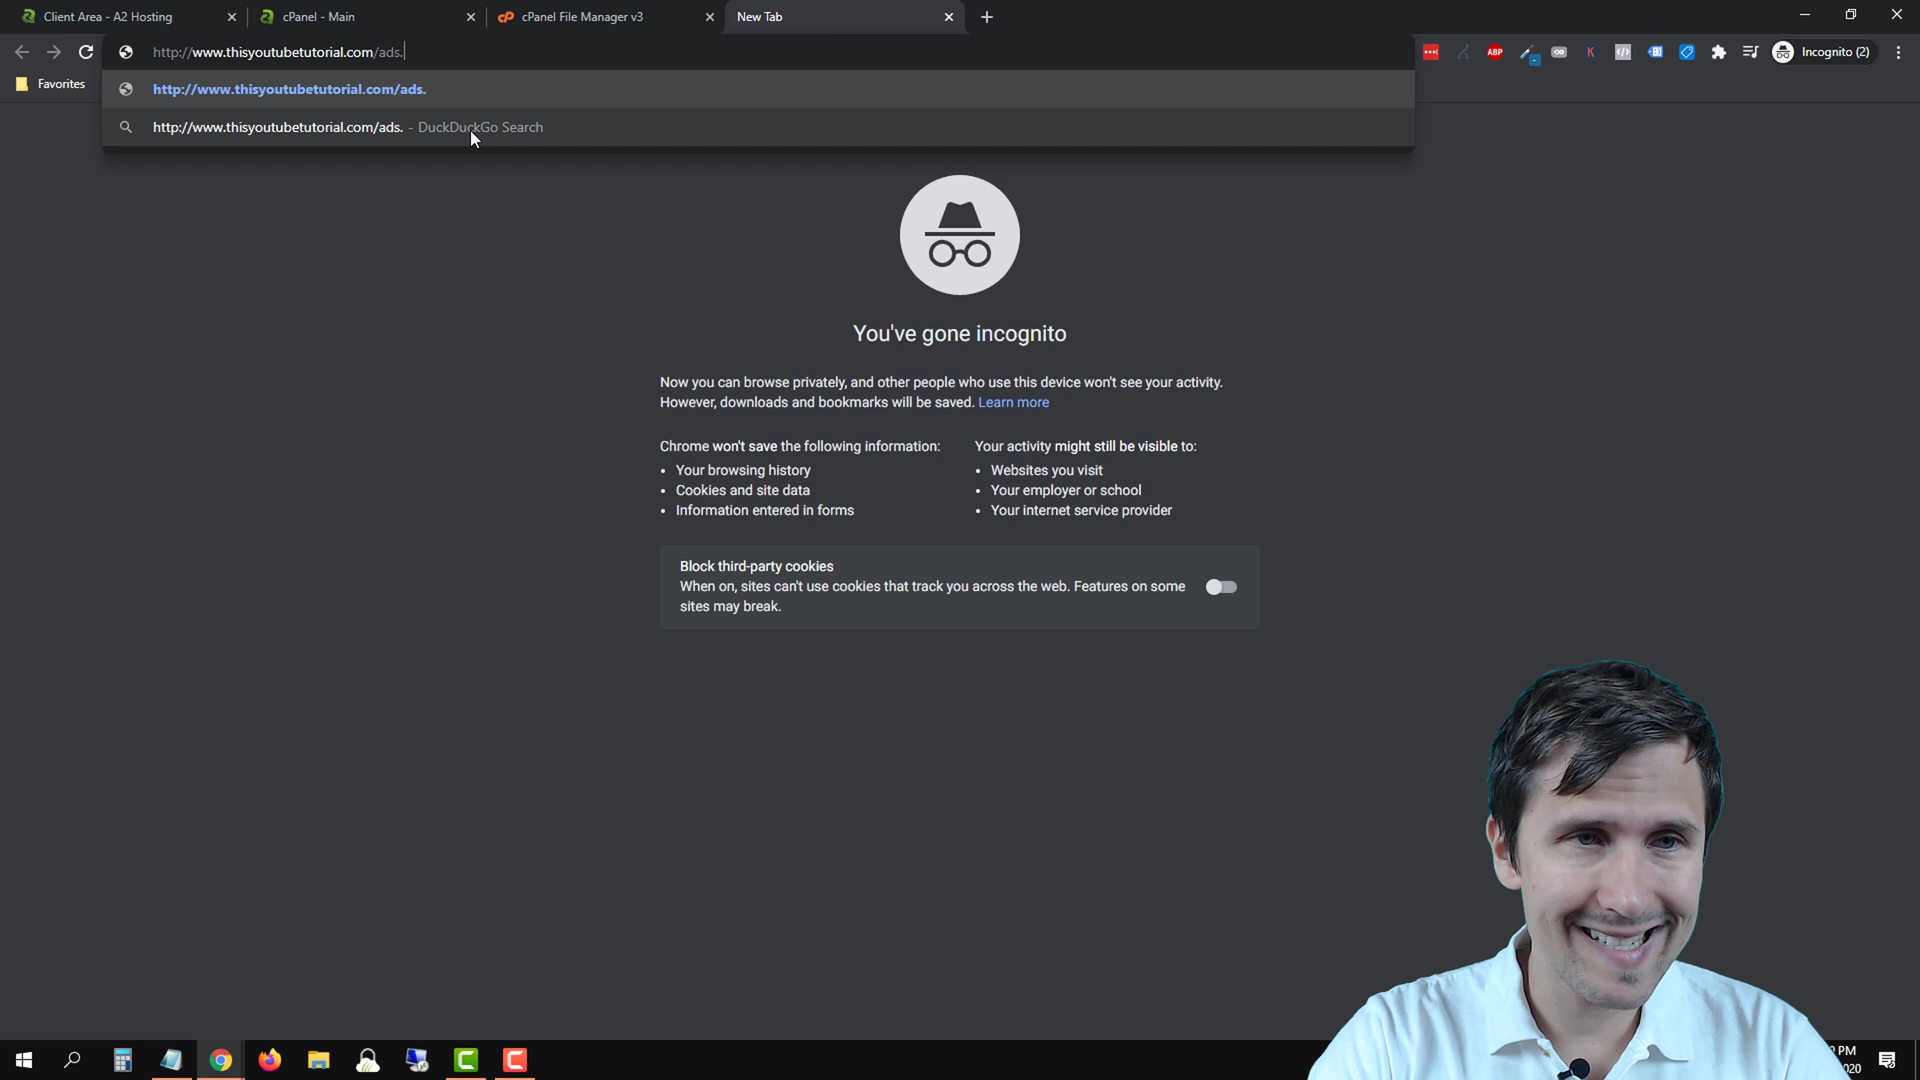 Client Area - A2 Hosting
cPanel - Main
cP
cPanel File Manager v3
New Tab
http://www.thisyoutubetutorial.com/ads.
ABP
K
Incognito (2)
Favorites
http://www.thisyoutubetutorial.com/ads.
http://www.thisyoutubetutorial.com/ads. - DuckDuckGo Search
You've gone incognito
Now you can browse privately, and other people who use this device won't see your activity.
However, downloads and bookmarks will be saved. Learn more
Chrome won't save the following information:
• Your browsing history
• Cookies and site data
• Information entered in forms
Your activity might still be visible to:
• Websites you visit
• Your employer or school
• Your internet service provider
Block third-party cookies
When on, sites can't use cookies that track you across the web. Features on some
sites may break.
PM
020